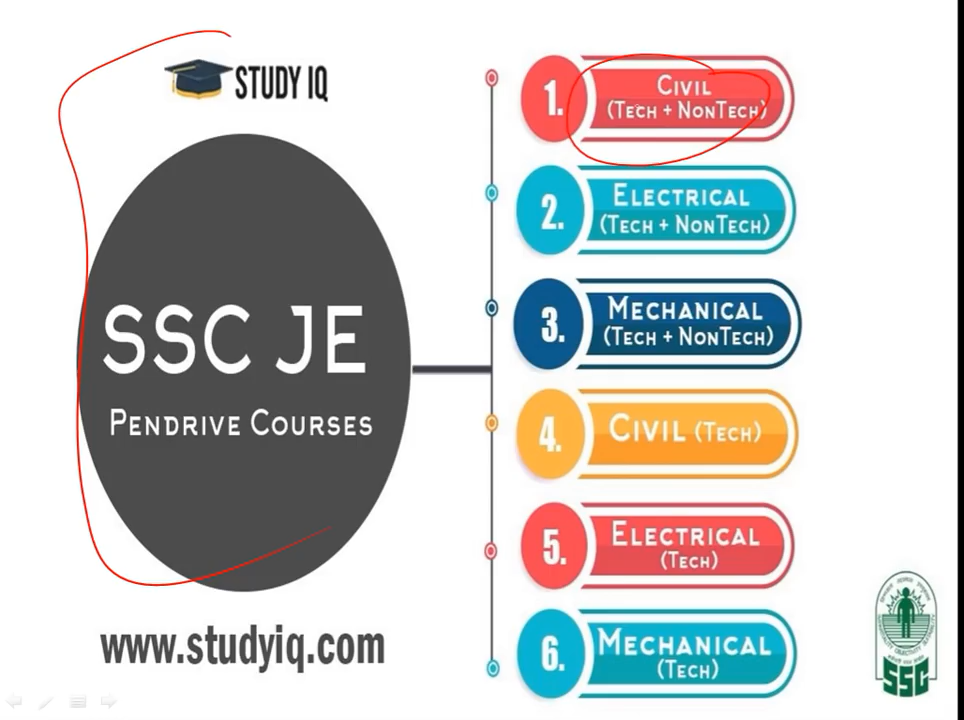 STUDY IQ
SSC JE
PENDRIVE COURSES
www.studyiq.com
1.
CIVIL
(TECH + NONTECH)
2.
ELECTRICAL
(TECH + NONTECH)
3.
MECHANICAL
(TECH + NONTECH)
4.
CIVIL (TECH)
5.
ELECTRICAL
(TECH)
6.
MECHANICAL
(TECH)
SSC